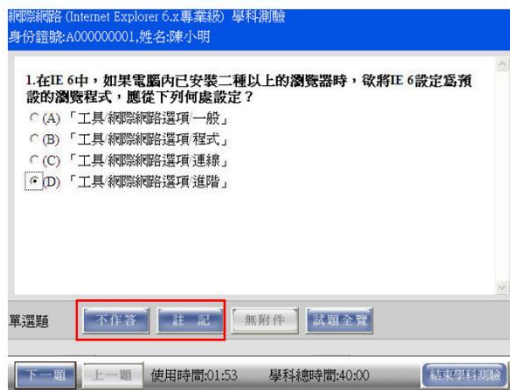 網際網路 (Internet Explorer 6.x專業級) 學科測驗
身份證號:A000000001,姓名:陳小明
1.在IE 6中，如果電腦內已安裝二種以上的瀏覽器時，欲將IE 6設定為預
設的瀏覽程式，應從下列何處設定？
(A) 「工具/網際網路選項/一般」
(B) 「工具/網際網路選項/程式」
(C) 「工具/網際網路選項/連線」
(D) 「工具/網際網路選項/進階」
單選題 不作答 註 記 無附件 試題全覽
下一題 上一題 使用時間:01:53 學科總時間:40:00 結束學科測驗